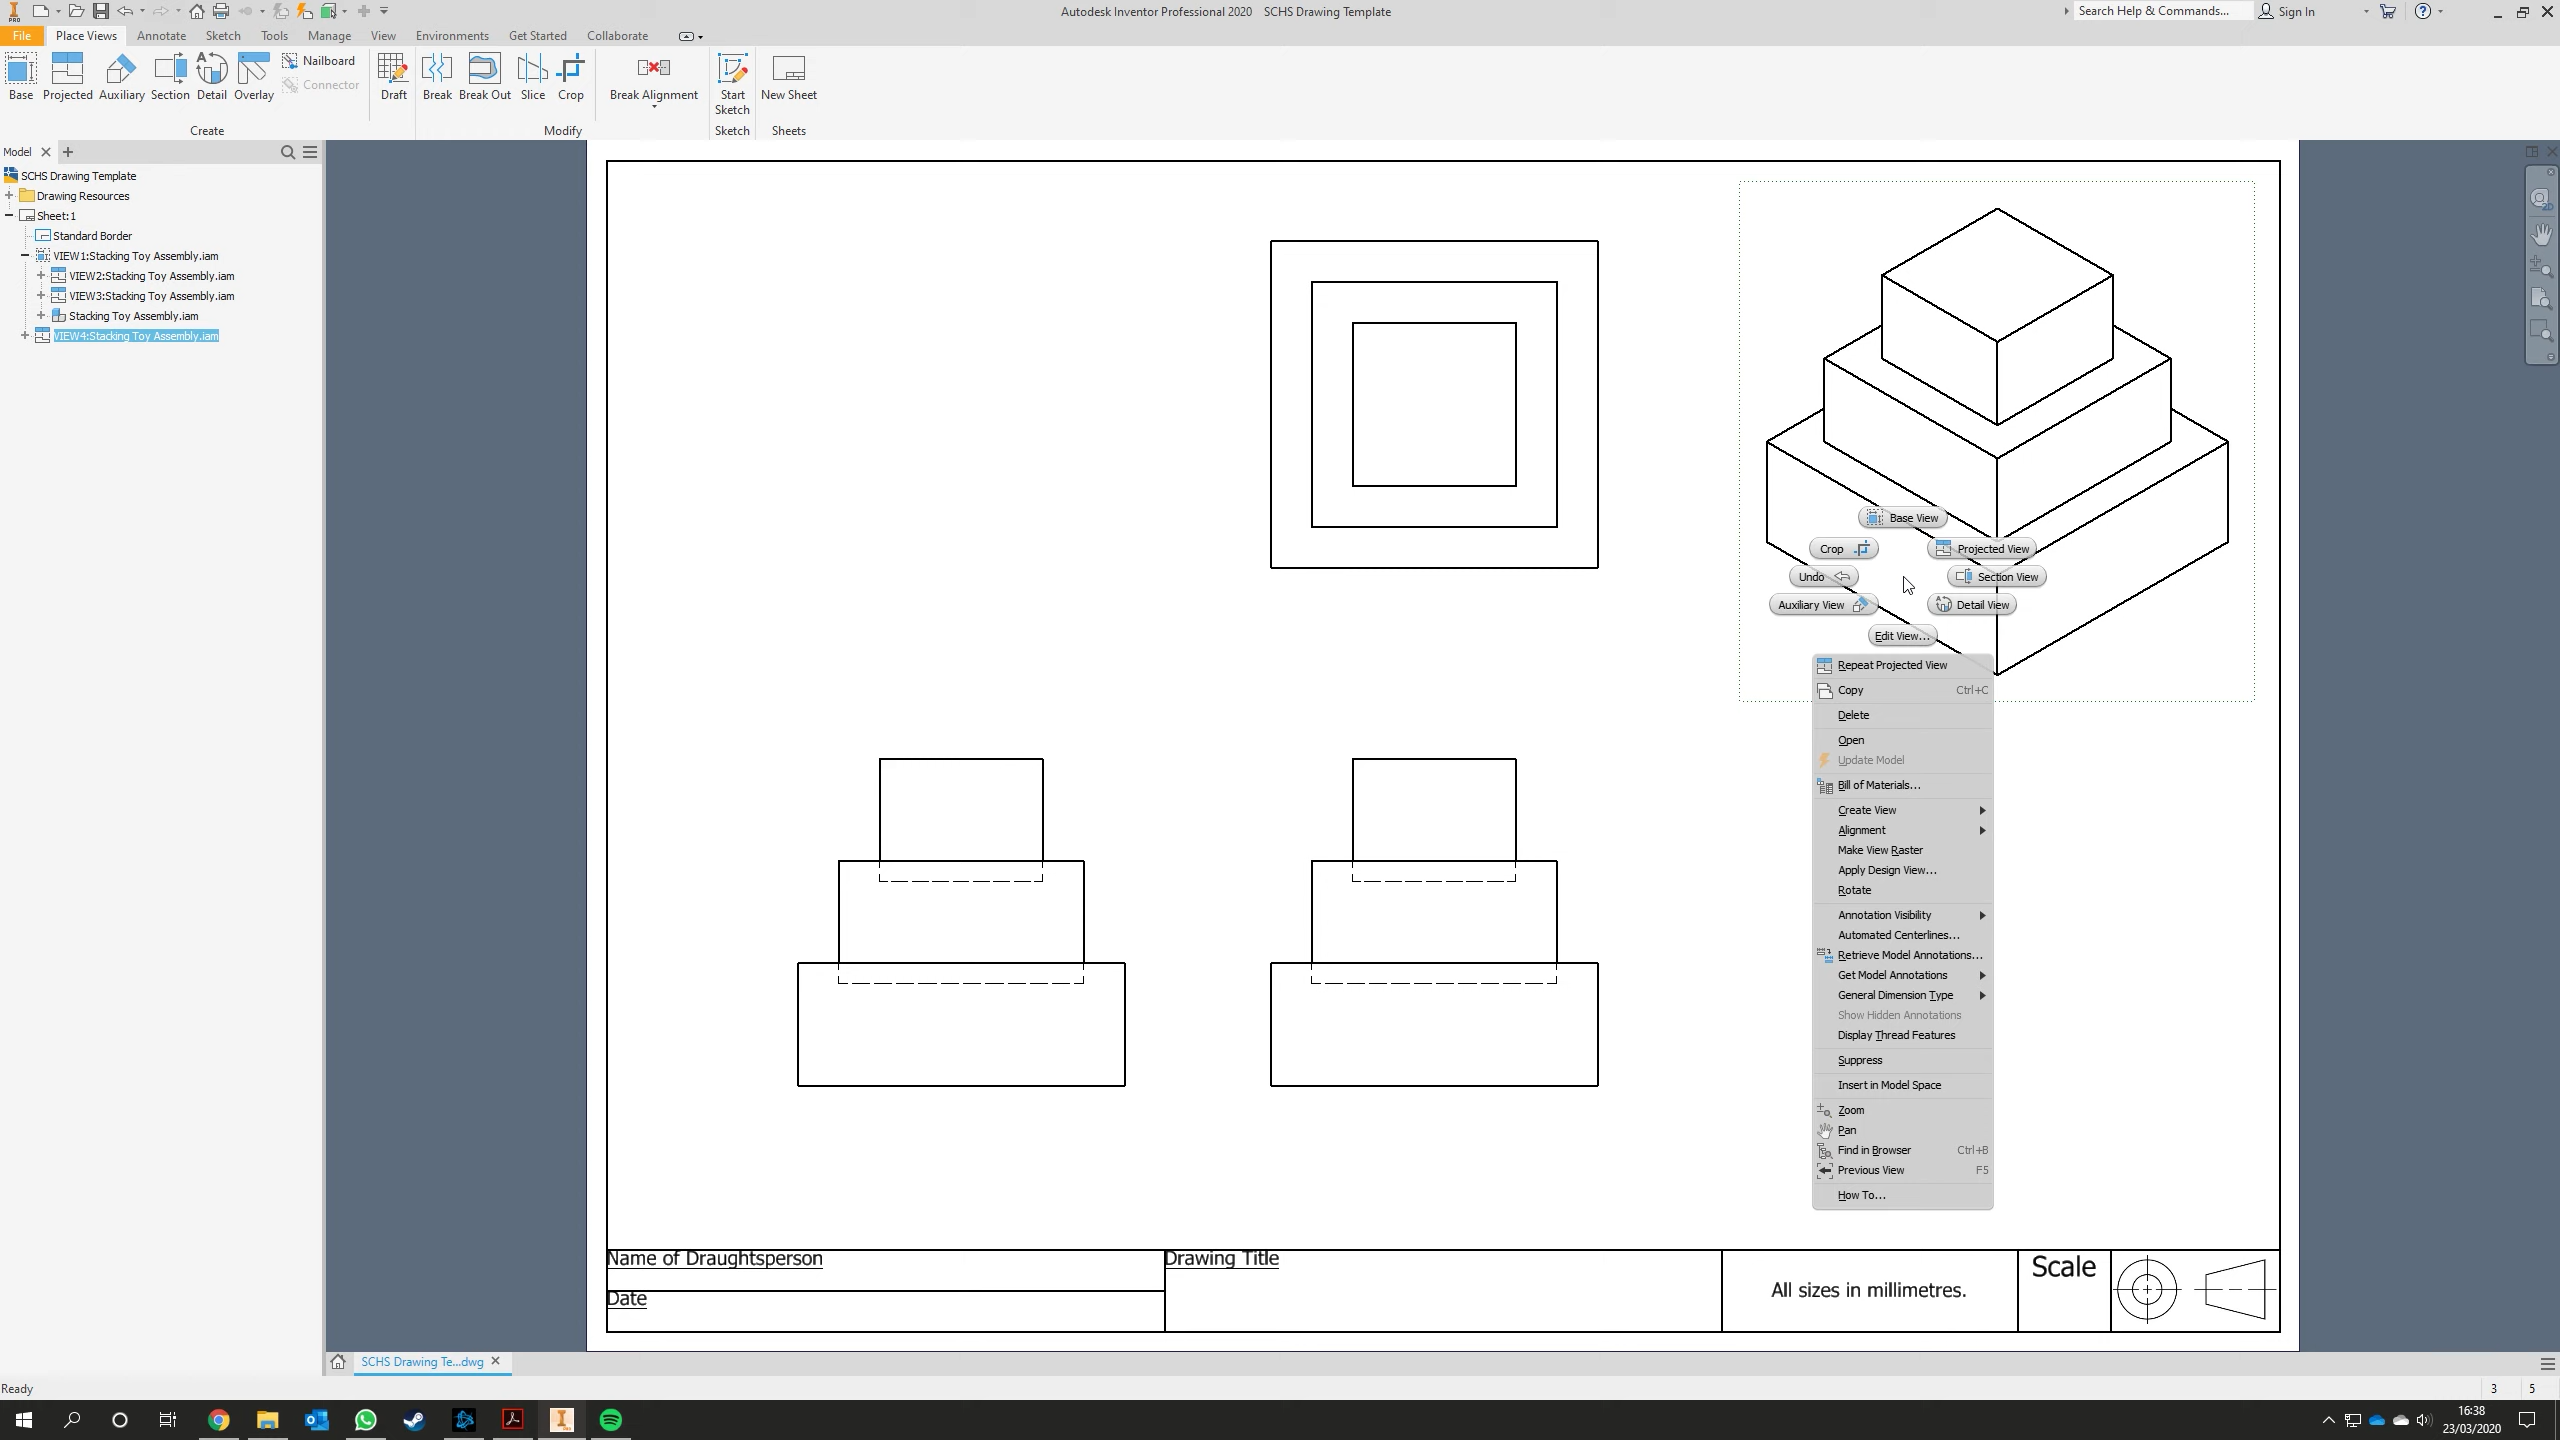 Autodesk Inventor Professional 2020 SCHS Drawing Template
Search Help & Commands... Sign In
File Place Views Annotate Sketch Tools Manage View Environments Get Started Collaborate
Base Projected Auxiliary Section Detail Overlay Nailboard Connector Draft Break Break Out Slice Crop Break Alignment Start Sketch New Sheet
Create Modify Sketch Sheets
Model
SCHS Drawing Template
Drawing Resources
Sheet:1
Standard Border
VIEW1:Stacking Toy Assembly.iam
VIEW2:Stacking Toy Assembly.iam
VIEW3:Stacking Toy Assembly.iam
Stacking Toy Assembly.iam
VIEW4:Stacking Toy Assembly.iam
Base View
Crop Projected View
Undo Section View
Auxiliary View Detail View
Edit View...
Repeat Projected View
Copy Ctrl+C
Delete
Open
Update Model
Bill of Materials...
Create View
Alignment
Make View Raster
Apply Design View...
Rotate
Annotation Visibility
Automated Centerlines...
Retrieve Model Annotations...
Get Model Annotations
General Dimension Type
Show Hidden Annotations
Display Thread Features
Suppress
Insert in Model Space
Zoom
Pan
Find in Browser Ctrl+B
Previous View F5
How To...
Name of Draughtsperson
Date
Drawing Title
All sizes in millimetres.
Scale
SCHS Drawing Te...dwg
Ready 3 5
16:38
23/03/2020